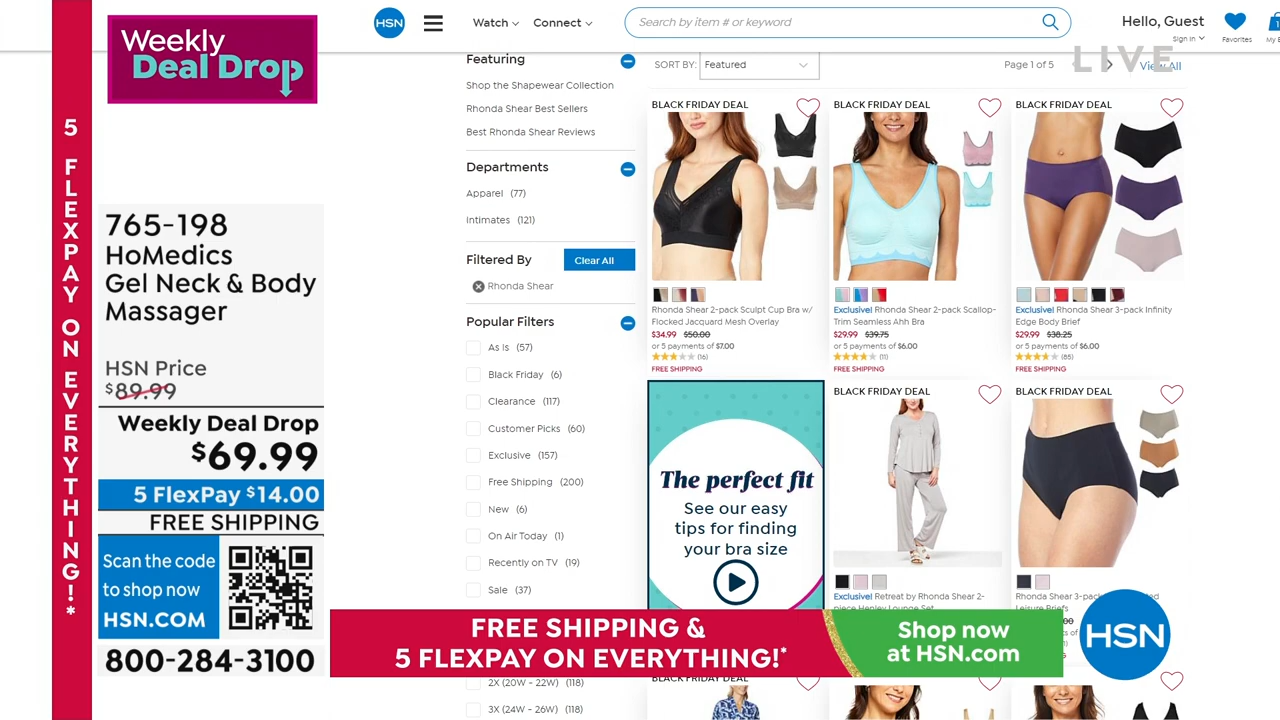 5 FLEXPAY ON EVERYTHING!*
Weekly
Deal Drop
765-198
HoMedics
Gel Neck & Body
Massager
HSN Price
$89.99
Weekly Deal Drop
$69.99
5 FlexPay $14.00
FREE SHIPPING
Scan the code
to shop now
HSN.COM
800-284-3100
HSN
Watch
Connect
Search by item # or keyword
Hello, Guest
Sign In
Favorites
1
LIVE
Featuring
Shop the Shapewear Collection
Rhonda Shear Best Sellers
Best Rhonda Shear Reviews
Departments
Apparel (77)
Intimates (121)
Filtered By
Clear All
Rhonda Shear
Popular Filters
As Is (57)
Black Friday (6)
Clearance (117)
Customer Picks (60)
Exclusive (157)
Free Shipping (200)
New (6)
On Air Today (1)
Recently on TV (19)
Sale (37)
2X (20W - 22W) (118)
3X (24W - 26W) (118)
SORT BY:
Featured
Page 1 of 5
View All
BLACK FRIDAY DEAL
Rhonda Shear 2-pack Sculpt Cup Bra w/
Flocked Jacquard Mesh Overlay
$34.99 $50.00
or 5 payments of $7.00
(16)
FREE SHIPPING
BLACK FRIDAY DEAL
Exclusive! Rhonda Shear 2-pack Scallop-
Trim Seamless Ahh Bra
$29.99 $39.75
or 5 payments of $6.00
(11)
FREE SHIPPING
BLACK FRIDAY DEAL
Exclusive! Rhonda Shear 3-pack Infinity
Edge Body Brief
$29.99 $38.25
or 5 payments of $6.00
(85)
FREE SHIPPING
The perfect fit
See our easy
tips for finding
your bra size
BLACK FRIDAY DEAL
Exclusive! Retreat by Rhonda Shear 2-
piece Henley Lounge Set
BLACK FRIDAY DEAL
Rhonda Shear 3-pack
Leisure Briefs
FREE SHIPPING &
5 FLEXPAY ON EVERYTHING!*
Shop now
at HSN.com
HSN
BLACK FRIDAY DEAL